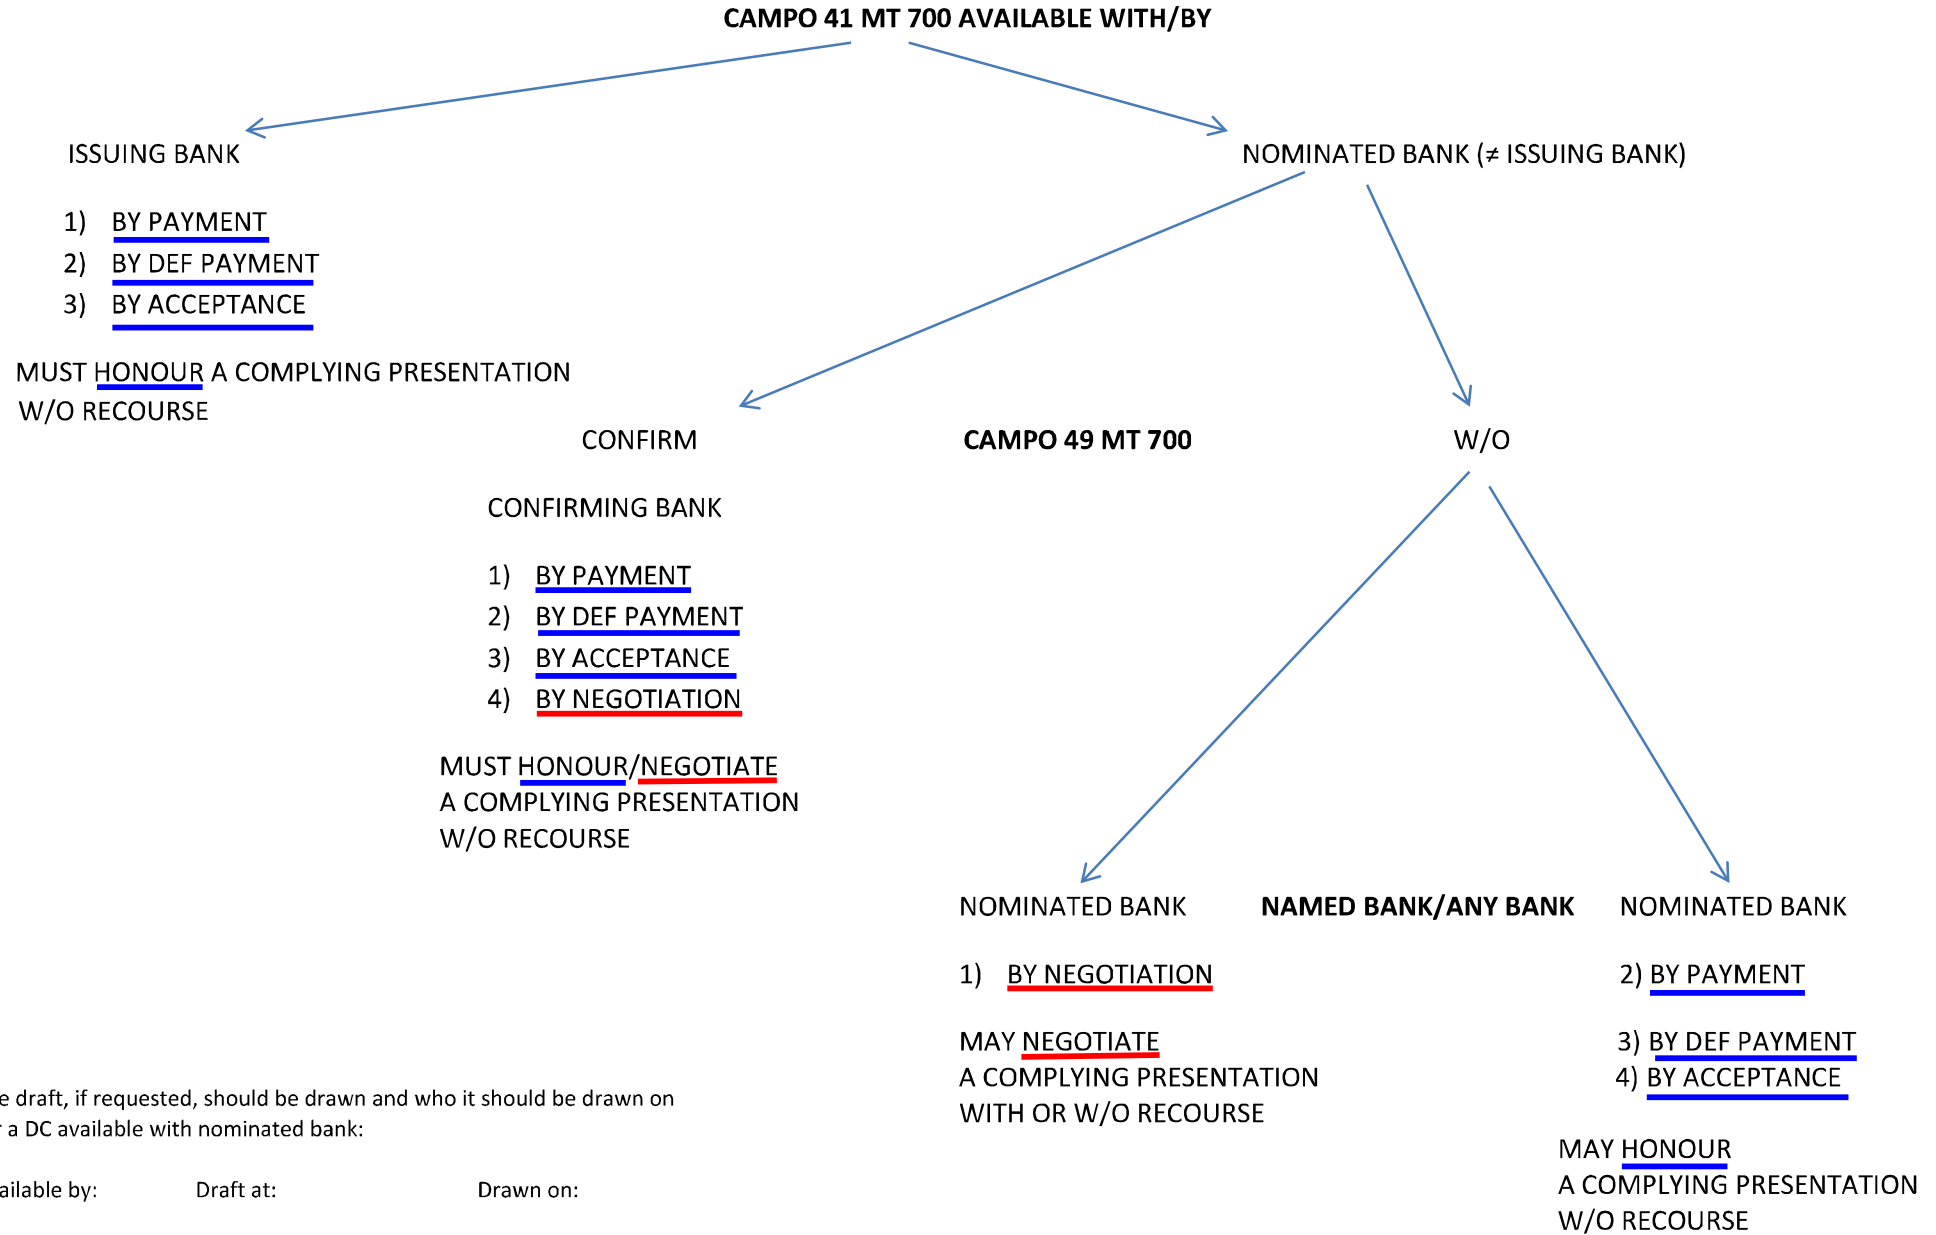 CAMPO 41 MT 700 AVAILABLE WITH/BY
ISSUING BANK
1) BY PAYMENT
2) BY DEF PAYMENT
3) BY ACCEPTANCE
MUST HONOUR A COMPLYING PRESENTATION
W/O RECOURSE
NOMINATED BANK (≠ ISSUING BANK)
CONFIRM
CAMPO 49 MT 700
W/O
CONFIRMING BANK
1) BY PAYMENT
2) BY DEF PAYMENT
3) BY ACCEPTANCE
4) BY NEGOTIATION
MUST HONOUR/NEGOTIATE
A COMPLYING PRESENTATION
W/O RECOURSE
NOMINATED BANK
NAMED BANK/ANY BANK
NOMINATED BANK
1) BY NEGOTIATION
MAY NEGOTIATE
A COMPLYING PRESENTATION
WITH OR W/O RECOURSE
2) BY PAYMENT
3) BY DEF PAYMENT
4) BY ACCEPTANCE
MAY HONOUR
A COMPLYING PRESENTATION
W/O RECOURSE
draft, if requested, should be drawn and who it should be drawn on
a DC available with nominated bank:
by: Draft at: Drawn on: